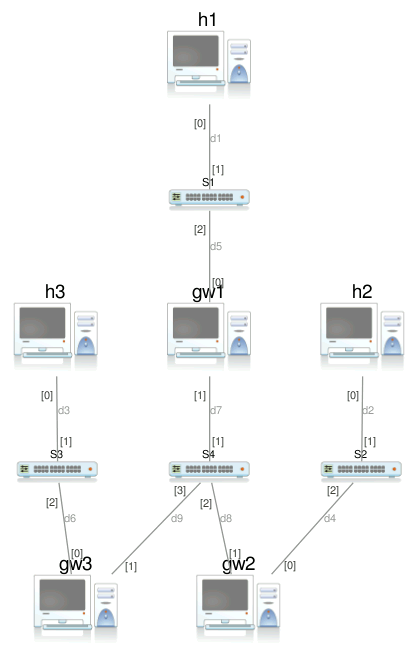 h1
[0]
d1
[1]
S1
[2]
d5
[0]
h3
gw1
h2
[0]
[1]
[0]
d3
d7
d2
[1]
[1]
[1]
S3
S4
S2
[2]
[3]
[2]
[2]
d6
d9
d8
d4
[0]
[1]
[1]
[0]
gw3
gw2